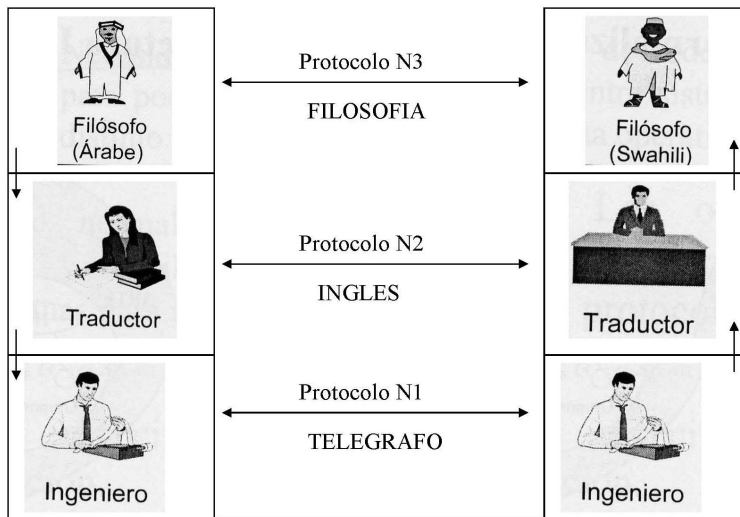 Protocolo N3
FILOSOFIA
Filósofo
(Árabe)
Filósofo
(Swahili)
Protocolo N2
INGLES
Traductor
Traductor
Protocolo N1
TELEGRAFO
Ingeniero
Ingeniero